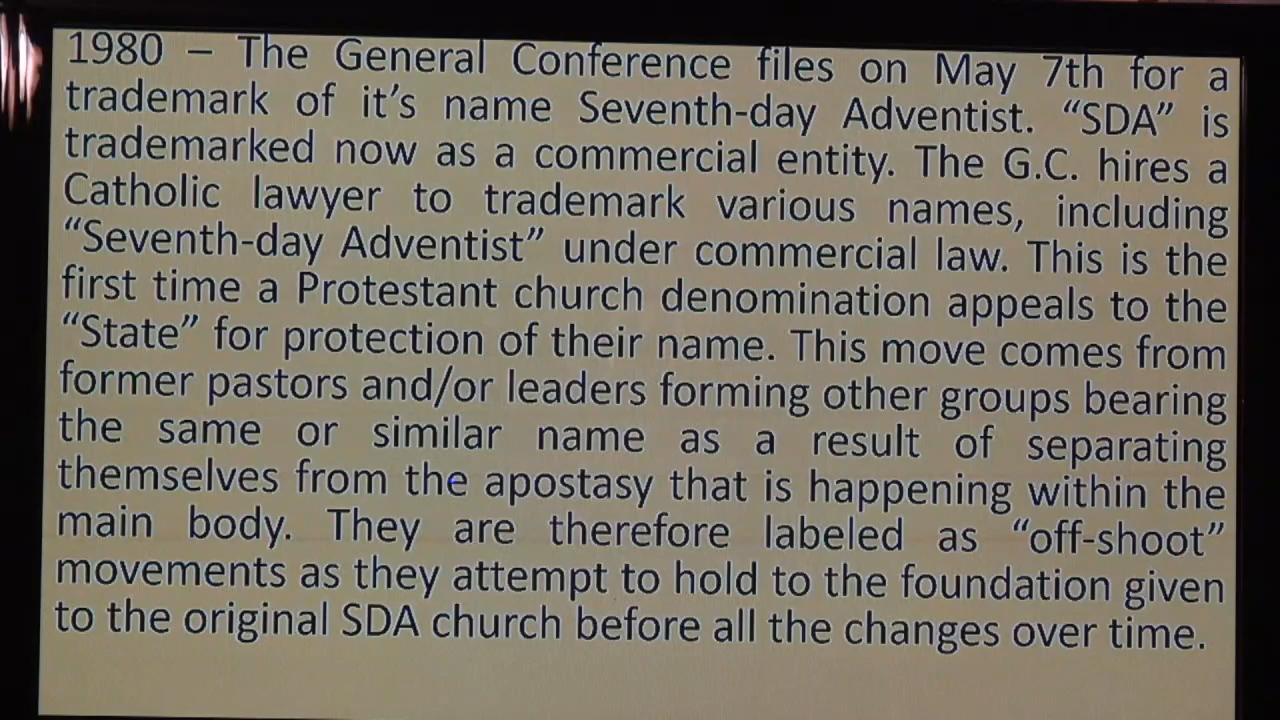 1980 – The General Conference files on May 7th for a
trademark of it’s name Seventh-day Adventist. “SDA” is
trademarked now as a commercial entity. The G.C. hires a
Catholic lawyer to trademark various names, including
“Seventh-day Adventist” under commercial law. This is the
first time a Protestant church denomination appeals to the
“State” for protection of their name. This move comes from
former pastors and/or leaders forming other groups bearing
the same or similar name as a result of separating
themselves from the apostasy that is happening within the
main body. They are therefore labeled as “off-shoot”
movements as they attempt to hold to the foundation given
to the original SDA church before all the changes over time.